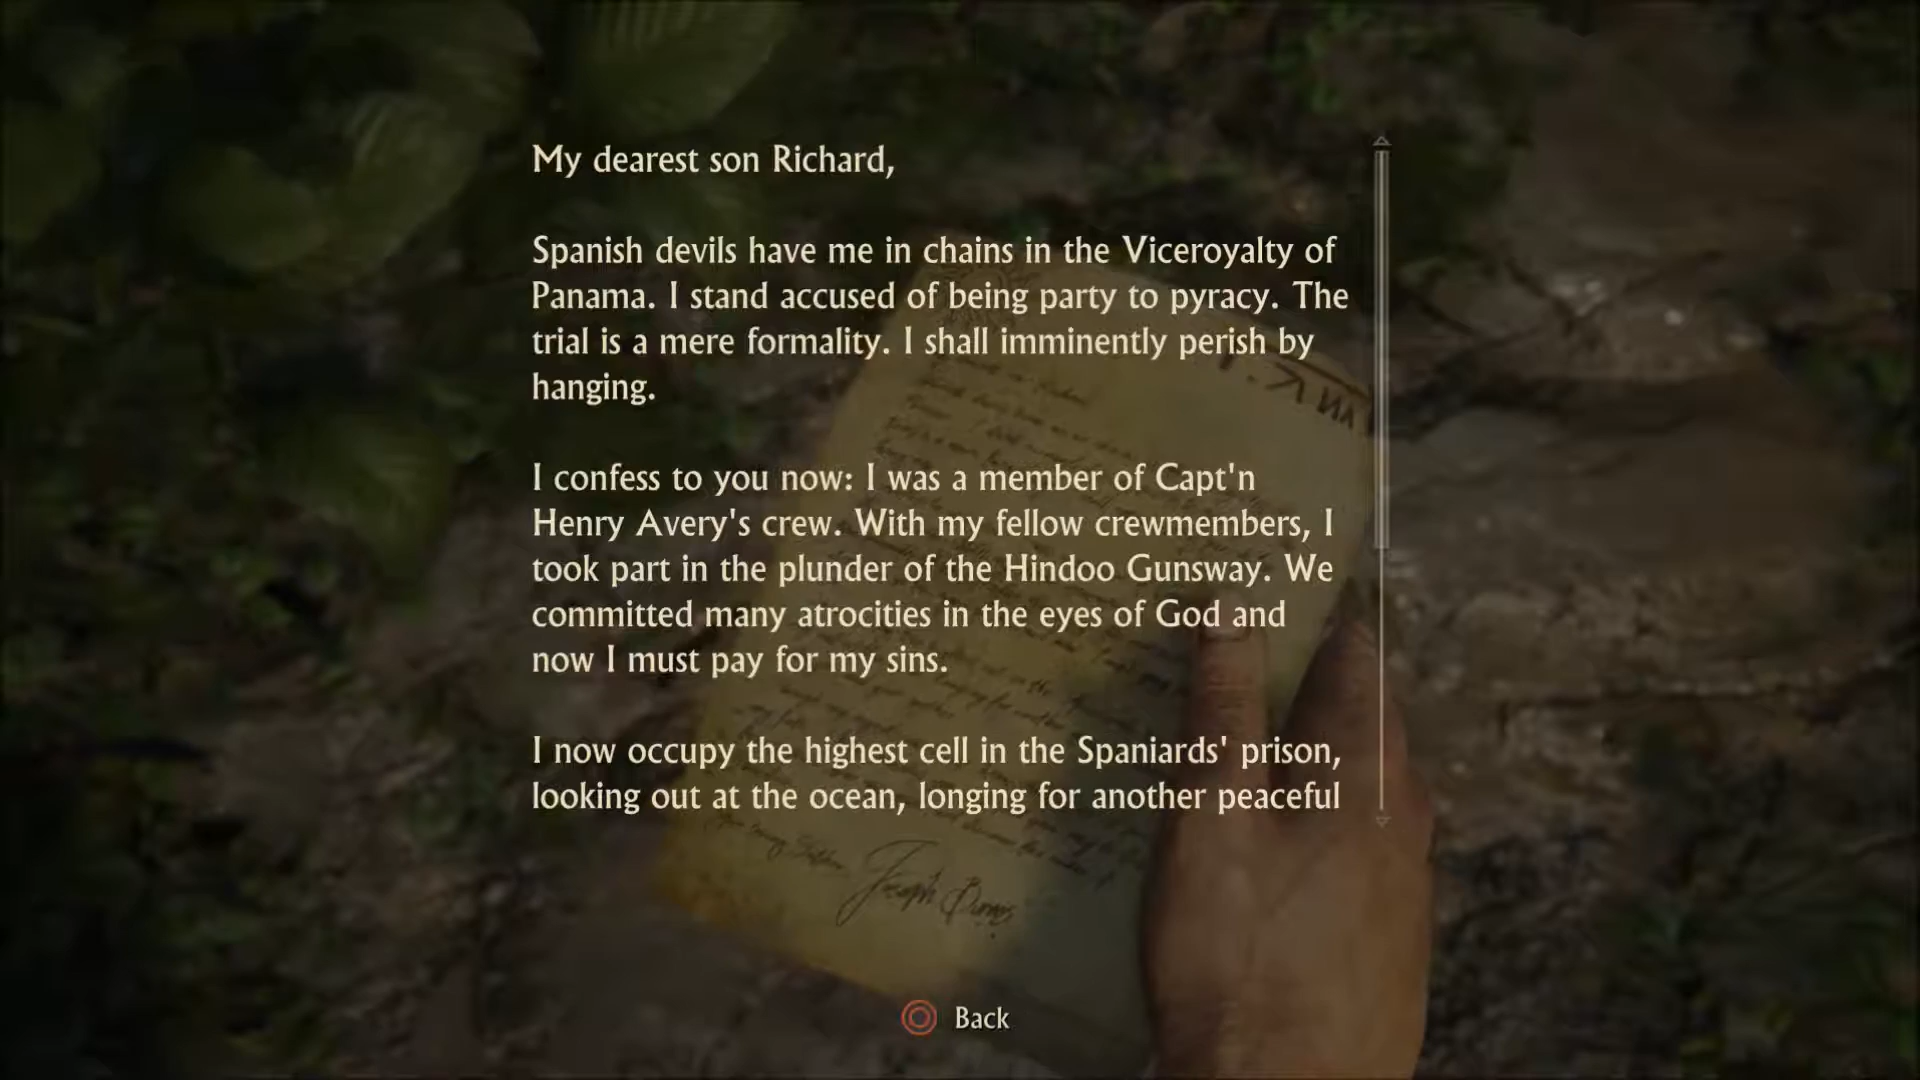 My dearest son Richard,
Spanish devils have me in chains in the Viceroyalty of
Panama. I stand accused of being party to pyracy. The
trial is a mere formality. I shall imminently perish by
hanging.
I confess to you now: I was a member of Capt'n
Henry Avery's crew. With my fellow crewmembers, I
took part in the plunder of the Hindoo Gunsway. We
committed many atrocities in the eyes of God and
now I must pay for my sins.
I now occupy the highest cell in the Spaniards' prison,
looking out at the ocean, longing for another peaceful
Joseph Burnes
Back